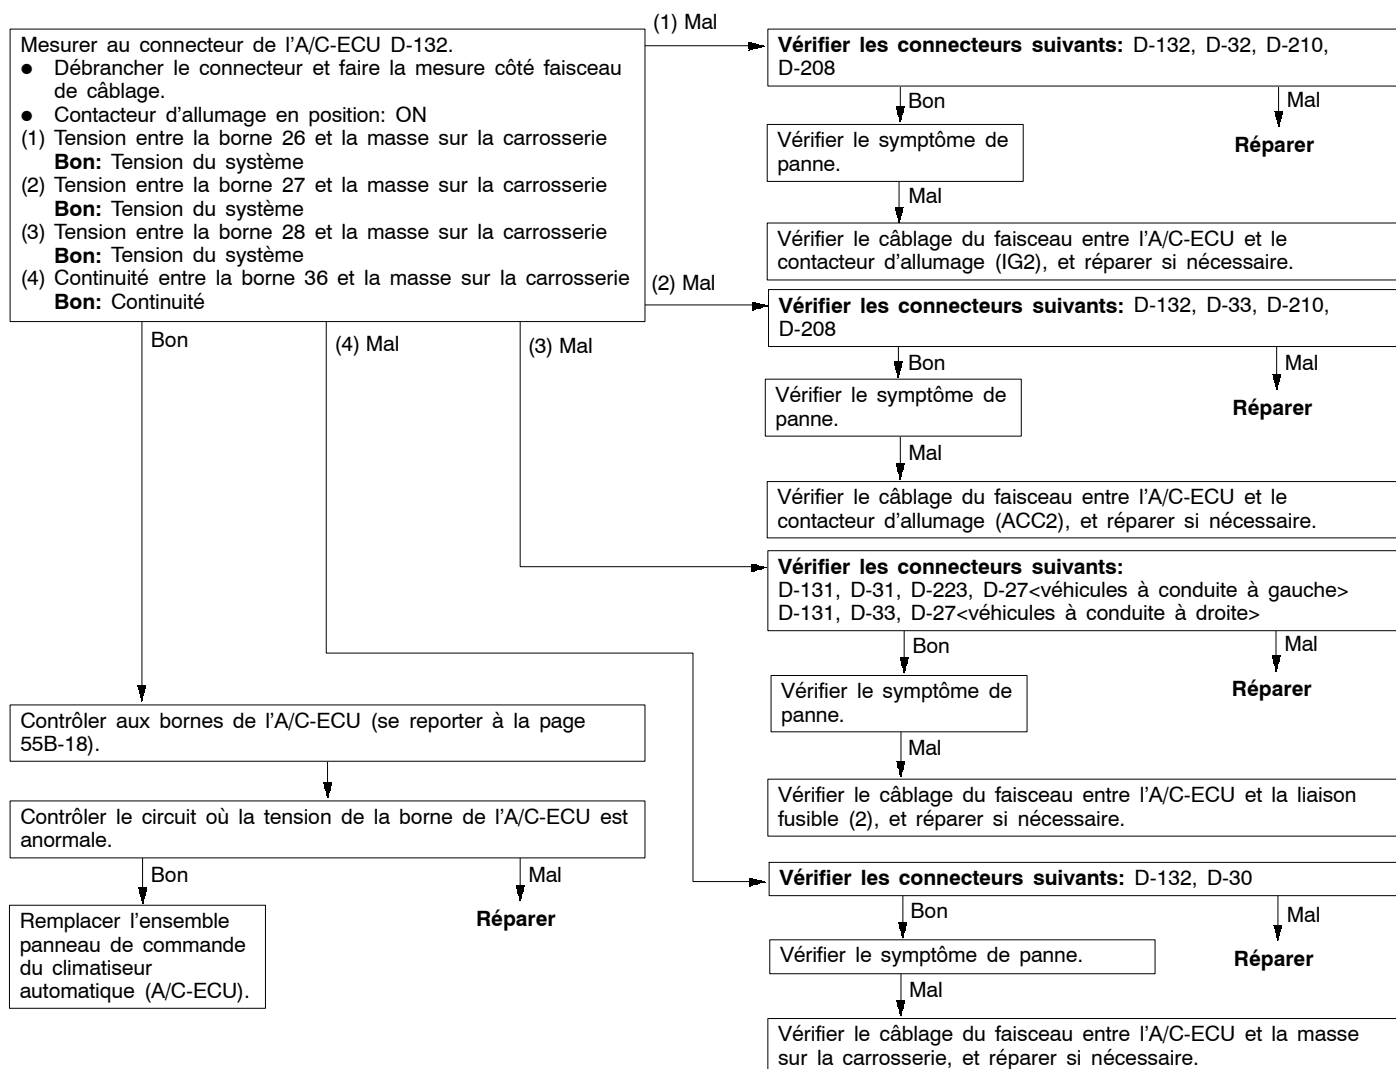 (1) Mal
Mesurer au connecteur de l'A/C-ECU D-132.
● Débrancher le connecteur et faire la mesure côté faisceau
de câblage.
● Contacteur d'allumage en position: ON
(1) Tension entre la borne 26 et la masse sur la carrosserie
Bon: Tension du système
(2) Tension entre la borne 27 et la masse sur la carrosserie
Bon: Tension du système
(3) Tension entre la borne 28 et la masse sur la carrosserie
Bon: Tension du système
(4) Continuité entre la borne 36 et la masse sur la carrosserie
Bon: Continuité
Vérifier les connecteurs suivants: D-132, D-32, D-210,
D-208
Bon
Mal
Vérifier le symptôme de
panne.
Réparer
Mal
Vérifier le câblage du faisceau entre l'A/C-ECU et le
contacteur d'allumage (IG2), et réparer si nécessaire.
(2) Mal
Vérifier les connecteurs suivants: D-132, D-33, D-210,
D-208
Bon
Mal
Vérifier le symptôme de
panne.
Réparer
Mal
Vérifier le câblage du faisceau entre l'A/C-ECU et le
contacteur d'allumage (ACC2), et réparer si nécessaire.
Bon
(4) Mal
(3) Mal
Vérifier les connecteurs suivants:
D-131, D-31, D-223, D-27<véhicules à conduite à gauche>
D-131, D-33, D-27<véhicules à conduite à droite>
Bon
Mal
Vérifier le symptôme de
panne.
Réparer
Mal
Vérifier le câblage du faisceau entre l'A/C-ECU et la liaison
fusible (2), et réparer si nécessaire.
Contrôler aux bornes de l'A/C-ECU (se reporter à la page
55B-18).
Contrôler le circuit où la tension de la borne de l'A/C-ECU est
anormale.
Bon
Mal
Remplacer l'ensemble
panneau de commande
du climatiseur
automatique (A/C-ECU).
Réparer
Vérifier les connecteurs suivants: D-132, D-30
Bon
Mal
Vérifier le symptôme de panne.
Réparer
Mal
Vérifier le câblage du faisceau entre l'A/C-ECU et la masse
sur la carrosserie, et réparer si nécessaire.